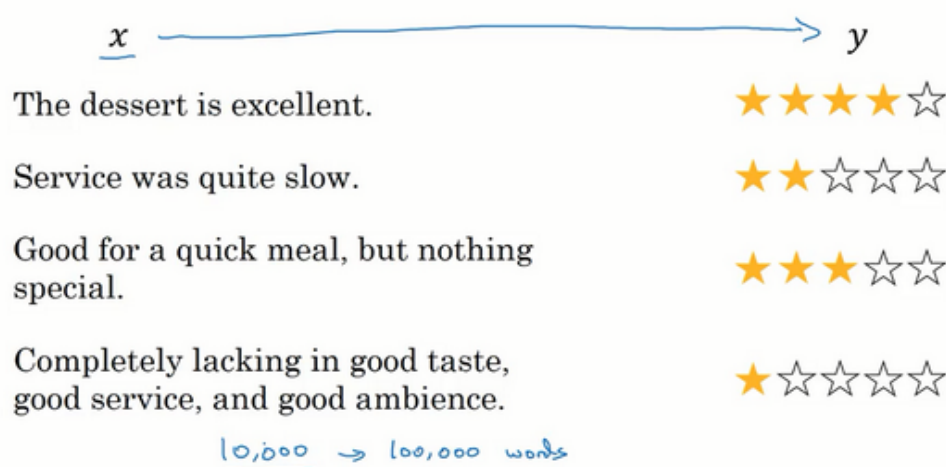 x y
The dessert is excellent.
Service was quite slow.
Good for a quick meal, but nothing
special.
Completely lacking in good taste,
good service, and good ambience.
10,000 → 100,000 words